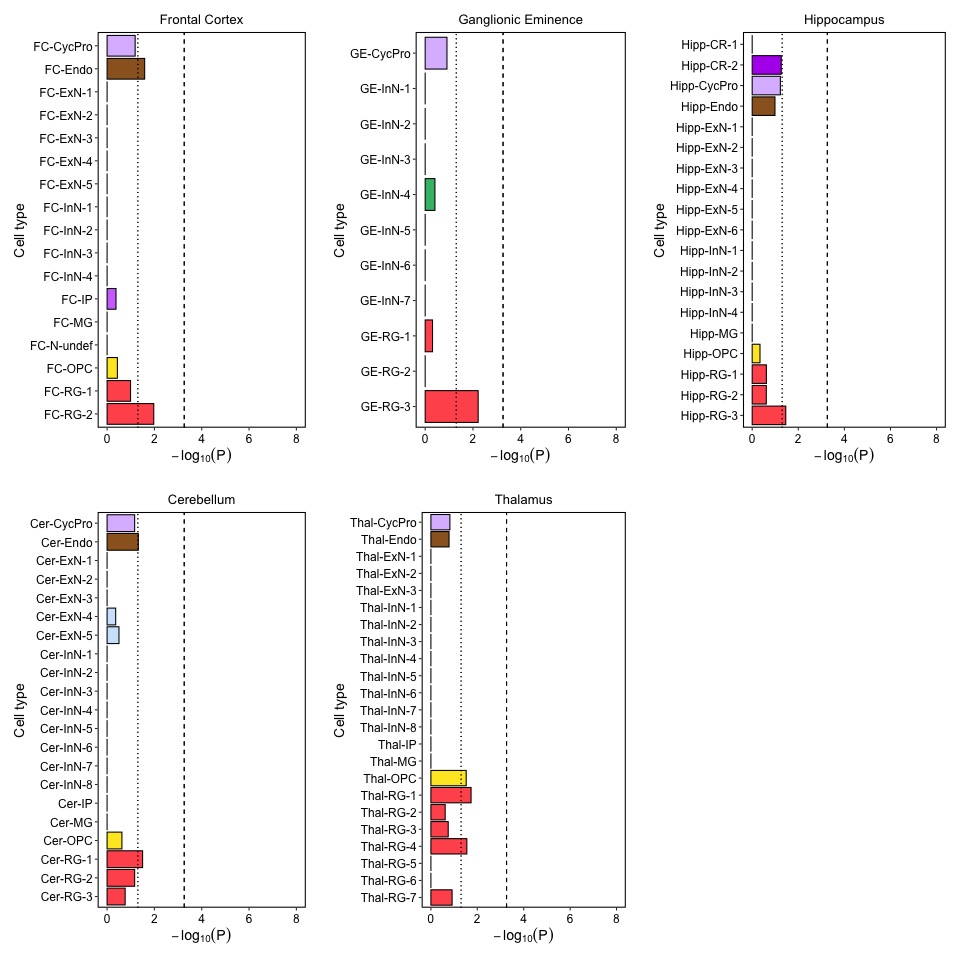 Frontal Cortex
Cell type
FC-CycPro
FC-Endo
FC-ExN-1
FC-ExN-2
FC-ExN-3
FC-ExN-4
FC-ExN-5
FC-InN-1
FC-InN-2
FC-InN-3
FC-InN-4
FC-IP
FC-MG
FC-N-undef
FC-OPC
FC-RG-1
FC-RG-2
0 2 4 6 8
−log10(P)
Ganglionic Eminence
Cell type
GE-CycPro
GE-InN-1
GE-InN-2
GE-InN-3
GE-InN-4
GE-InN-5
GE-InN-6
GE-InN-7
GE-RG-1
GE-RG-2
GE-RG-3
0 2 4 6 8
−log10(P)
Hippocampus
Cell type
Hipp-CR-1
Hipp-CR-2
Hipp-CycPro
Hipp-Endo
Hipp-ExN-1
Hipp-ExN-2
Hipp-ExN-3
Hipp-ExN-4
Hipp-ExN-5
Hipp-ExN-6
Hipp-InN-1
Hipp-InN-2
Hipp-InN-3
Hipp-InN-4
Hipp-MG
Hipp-OPC
Hipp-RG-1
Hipp-RG-2
Hipp-RG-3
0 2 4 6 8
−log10(P)
Cerebellum
Cell type
Cer-CycPro
Cer-Endo
Cer-ExN-1
Cer-ExN-2
Cer-ExN-3
Cer-ExN-4
Cer-ExN-5
Cer-InN-1
Cer-InN-2
Cer-InN-3
Cer-InN-4
Cer-InN-5
Cer-InN-6
Cer-InN-7
Cer-InN-8
Cer-IP
Cer-MG
Cer-OPC
Cer-RG-1
Cer-RG-2
Cer-RG-3
0 2 4 6 8
−log10(P)
Thalamus
Cell type
Thal-CycPro
Thal-Endo
Thal-ExN-1
Thal-ExN-2
Thal-ExN-3
Thal-InN-1
Thal-InN-2
Thal-InN-3
Thal-InN-4
Thal-InN-5
Thal-InN-6
Thal-InN-7
Thal-InN-8
Thal-IP
Thal-MG
Thal-OPC
Thal-RG-1
Thal-RG-2
Thal-RG-3
Thal-RG-4
Thal-RG-5
Thal-RG-6
Thal-RG-7
0 2 4 6 8
−log10(P)